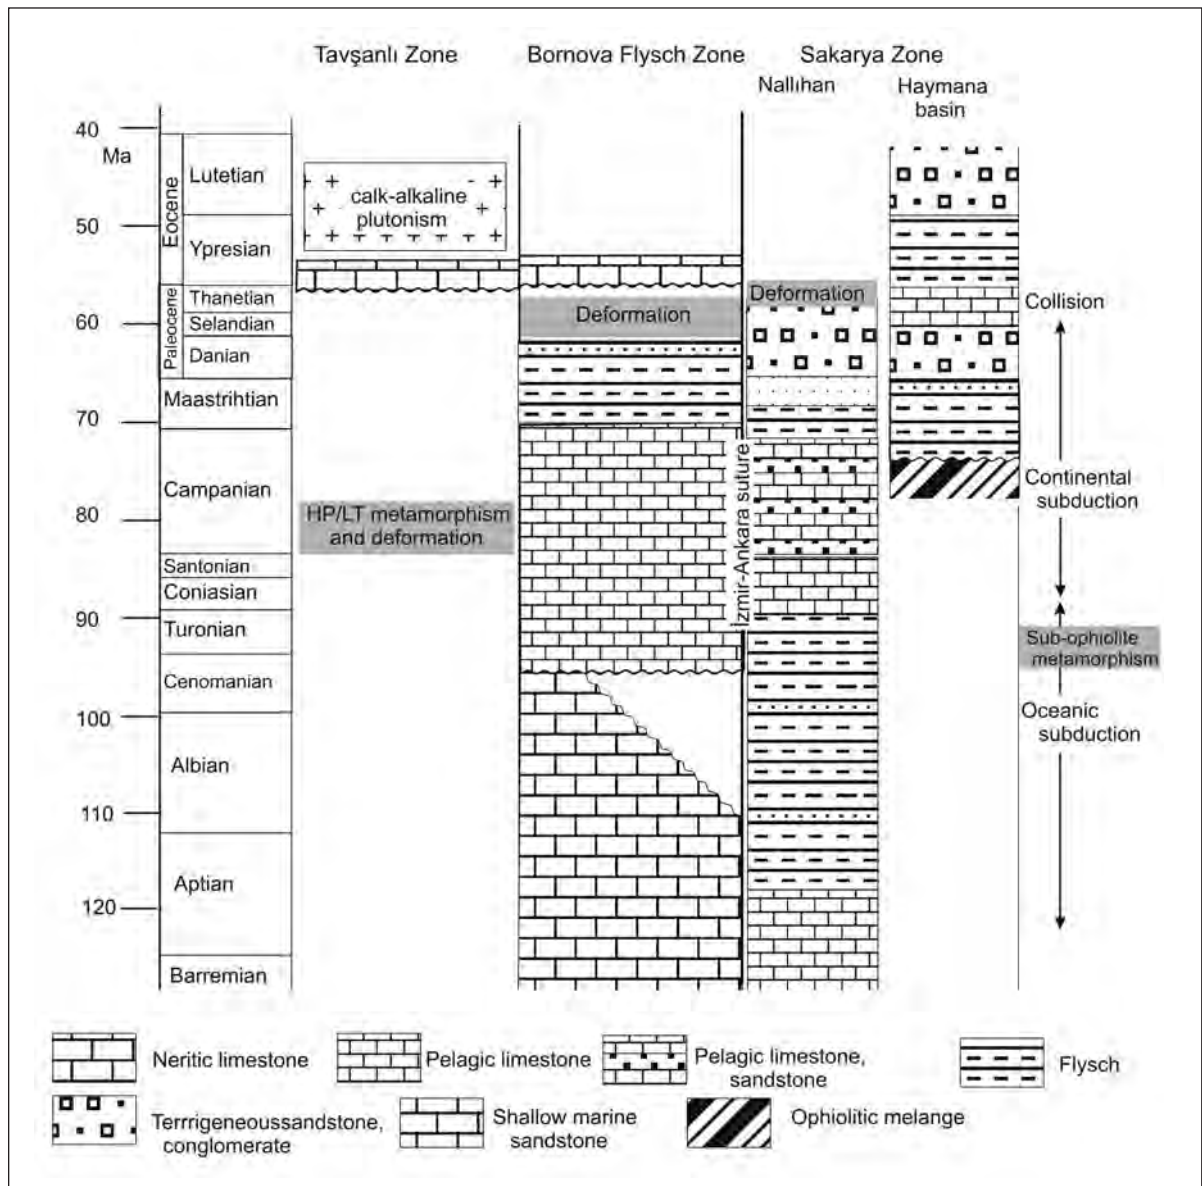 Tavşanlı Zone
Bornova Flysch Zone
Sakarya Zone
Nallıhan
Haymana
basin
40
Ma
50
60
70
80
90
100
110
120
Eocene
Paleocene
Lutetian
Ypresian
Thanetian
Selandian
Danian
Maastrihtian
Campanian
Santonian
Coniasian
Turonian
Cenomanian
Albian
Aptian
Barremian
calk-alkaline
plutonism
HP/LT metamorphism
and deformation
Deformation
İzmir-Ankara suture
Deformation
Collision
Continental
subduction
Sub-ophiolite
metamorphism
Oceanic
subduction
Neritic limestone
Pelagic limestone
Pelagic limestone,
sandstone
Flysch
Terrrigeneoussandstone,
conglomerate
Shallow marine
sandstone
Ophiolitic melange